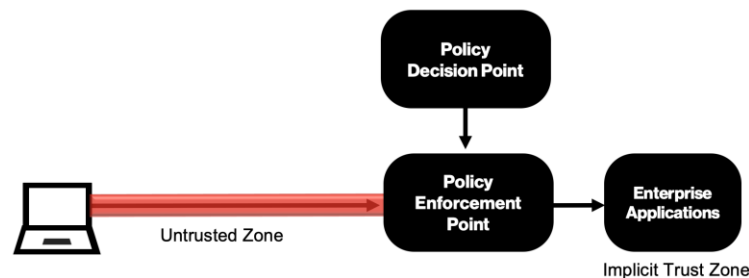 Policy
Decision Point
Policy
Enforcement
Point
Enterprise
Applications
Untrusted Zone
Implicit Trust Zone